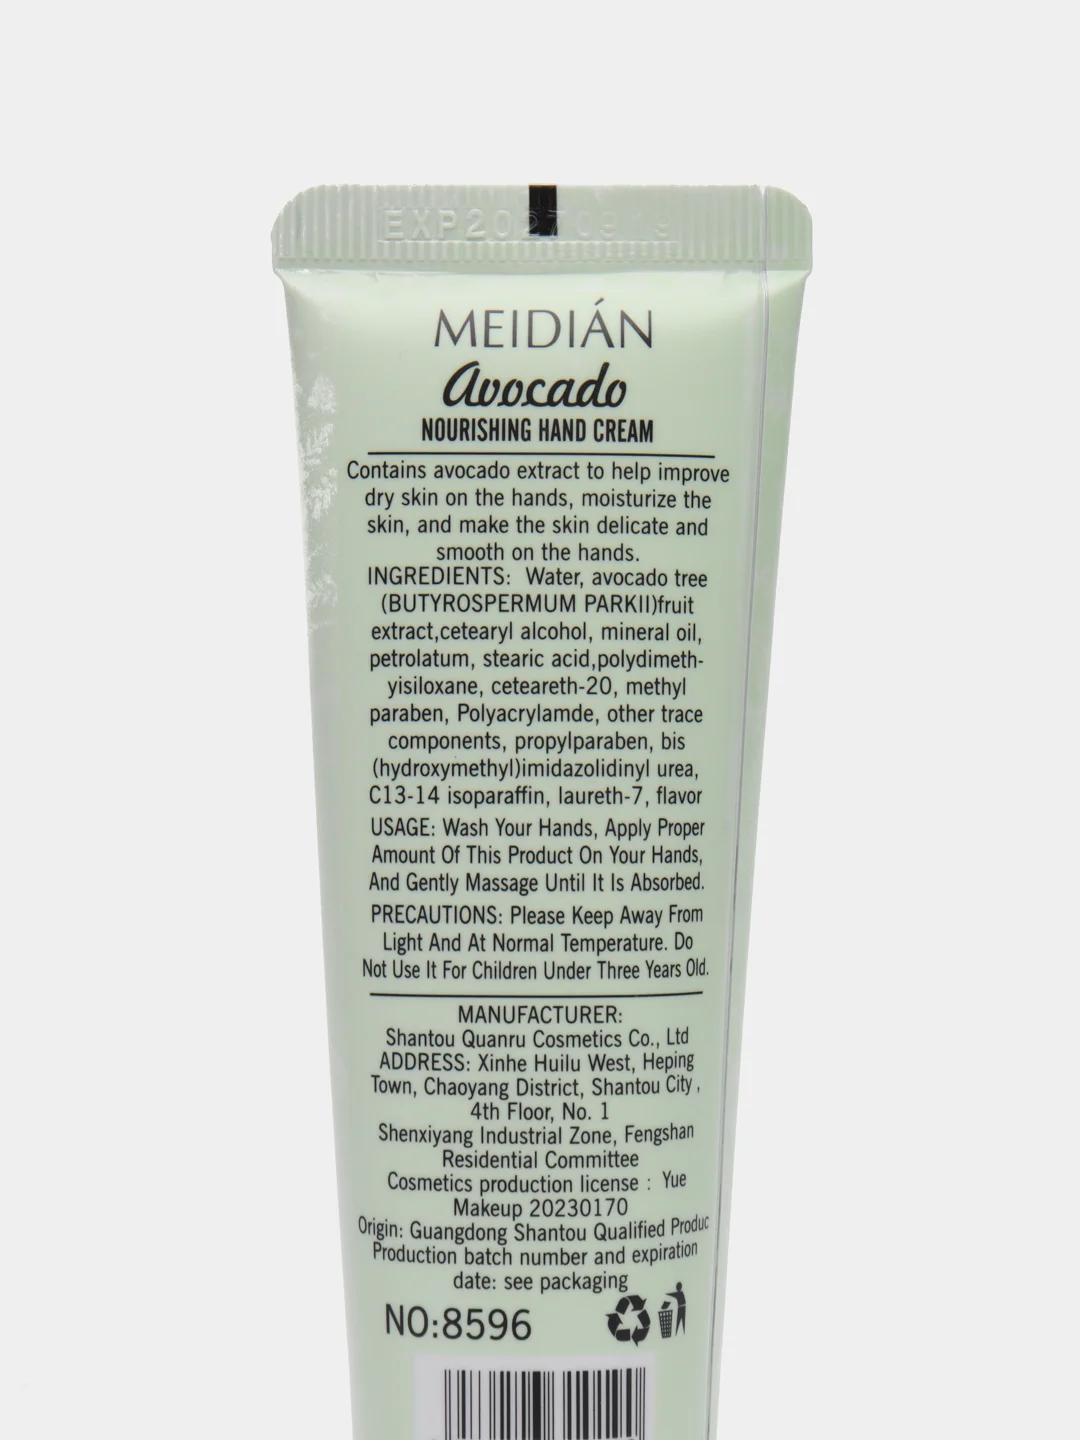 EXP20270919
MEIDIÁN
Avocado
NOURISHING HAND CREAM
Contains avocado extract to help improve
dry skin on the hands, moisturize the
skin, and make the skin delicate and
smooth on the hands.
INGREDIENTS: Water, avocado tree
(BUTYROSPERMUM PARKII)fruit
extract,cetearyl alcohol, mineral oil,
petrolatum, stearic acid,polydimeth-
yisiloxane, ceteareth-20, methyl
paraben, Polyacrylamde, other trace
components, propylparaben, bis
(hydroxymethyl)imidazolidinyl urea,
C13-14 isoparaffin, laureth-7, flavor
USAGE: Wash Your Hands, Apply Proper
Amount Of This Product On Your Hands,
And Gently Massage Until It Is Absorbed.
PRECAUTIONS: Please Keep Away From
Light And At Normal Temperature. Do
Not Use It For Children Under Three Years Old.
MANUFACTURER:
Shantou Quanru Cosmetics Co., Ltd
ADDRESS: Xinhe Huilu West, Heping
Town, Chaoyang District, Shantou City ,
4th Floor, No. 1
Shenxiyang Industrial Zone, Fengshan
Residential Committee
Cosmetics production license : Yue
Makeup 20230170
Origin: Guangdong Shantou Qualified Produc
Production batch number and expiration
date: see packaging
NO:8596